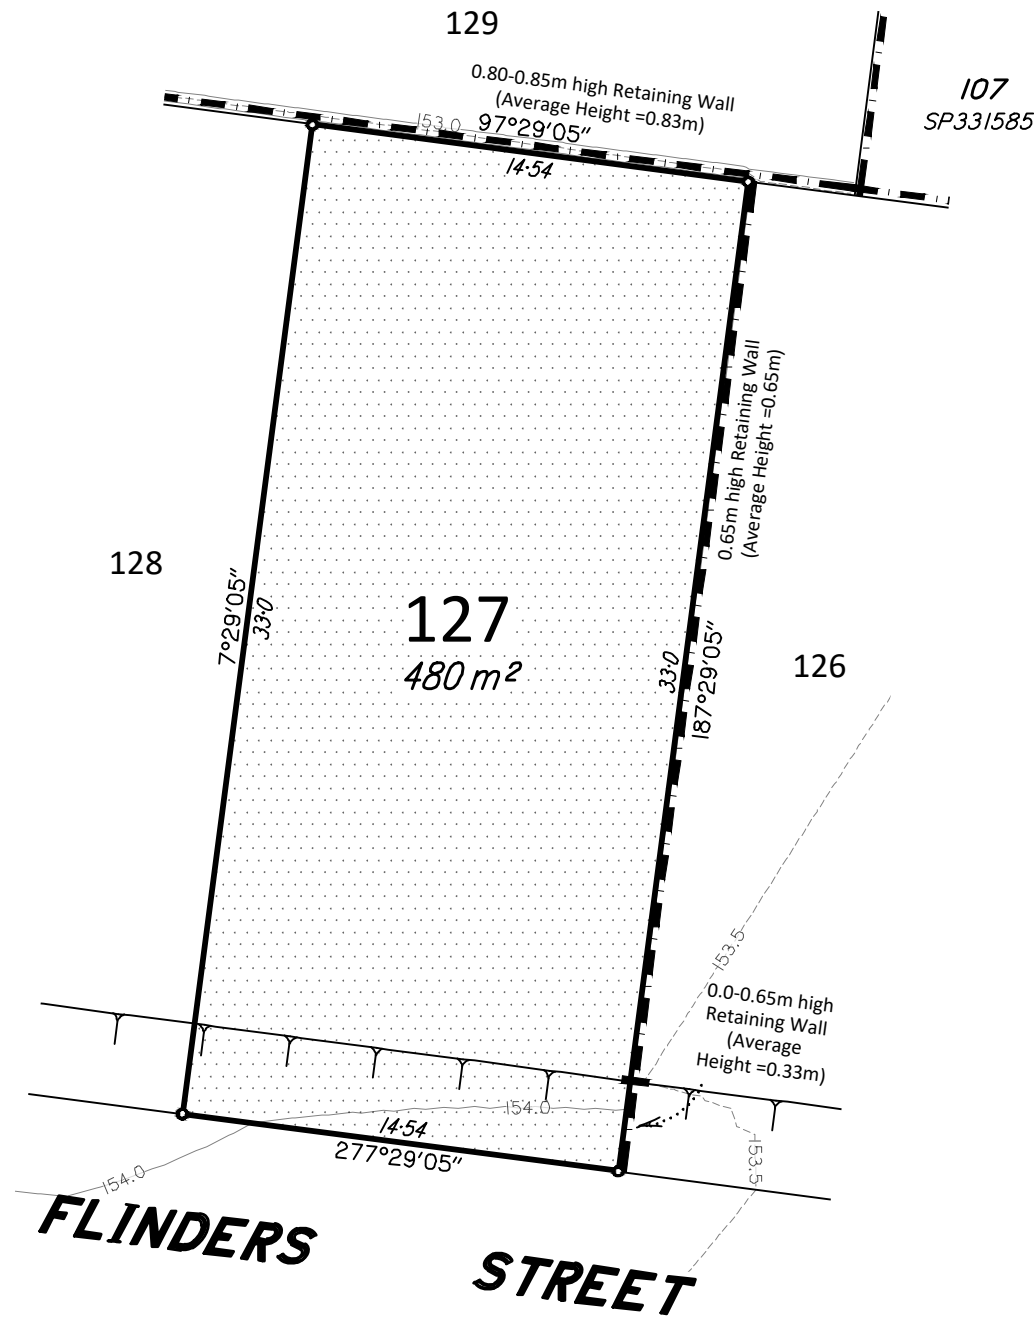 129
0.80-0.85m high Retaining Wall
(Average Height =0.83m)
107
SP331585
153.0
97°29'05"
14·54
0.65m high Retaining Wall
(Average Height =0.65m)
128
7°29'05"
33·0
127
480 m²
33·0
187°29'05"
126
153.5
0.0-0.65m high
Retaining Wall
(Average
Height =0.33m)
154.0
14·54
277°29'05"
153.5
154.0
FLINDERS
STREET